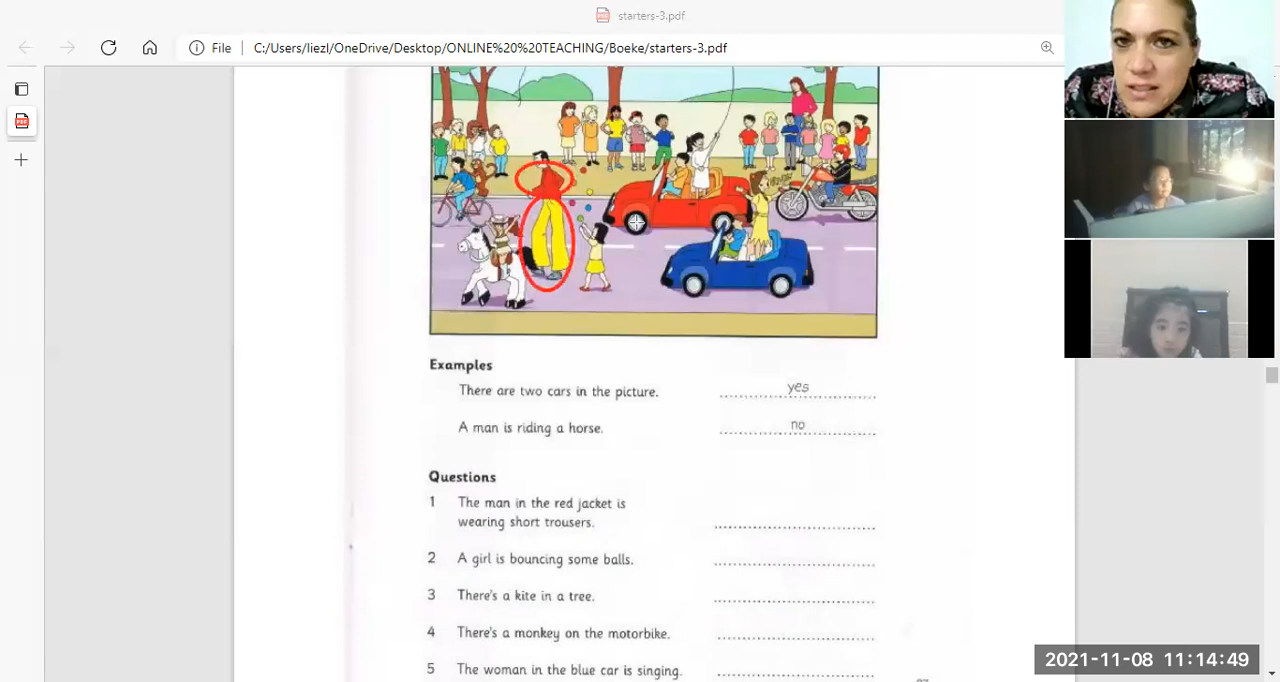 starters-3.pdf
File C:/Users/liezl/OneDrive/Desktop/ONLINE%20%20TEACHING/Boeke/starters-3.pdf
Examples
There are two cars in the picture. yes
A man is riding a horse. no
Questions
1 The man in the red jacket is
wearing short trousers.
2 A girl is bouncing some balls.
3 There's a kite in a tree.
4 There's a monkey on the motorbike.
5 The woman in the blue car is singing.
2021-11-08 11:14:49